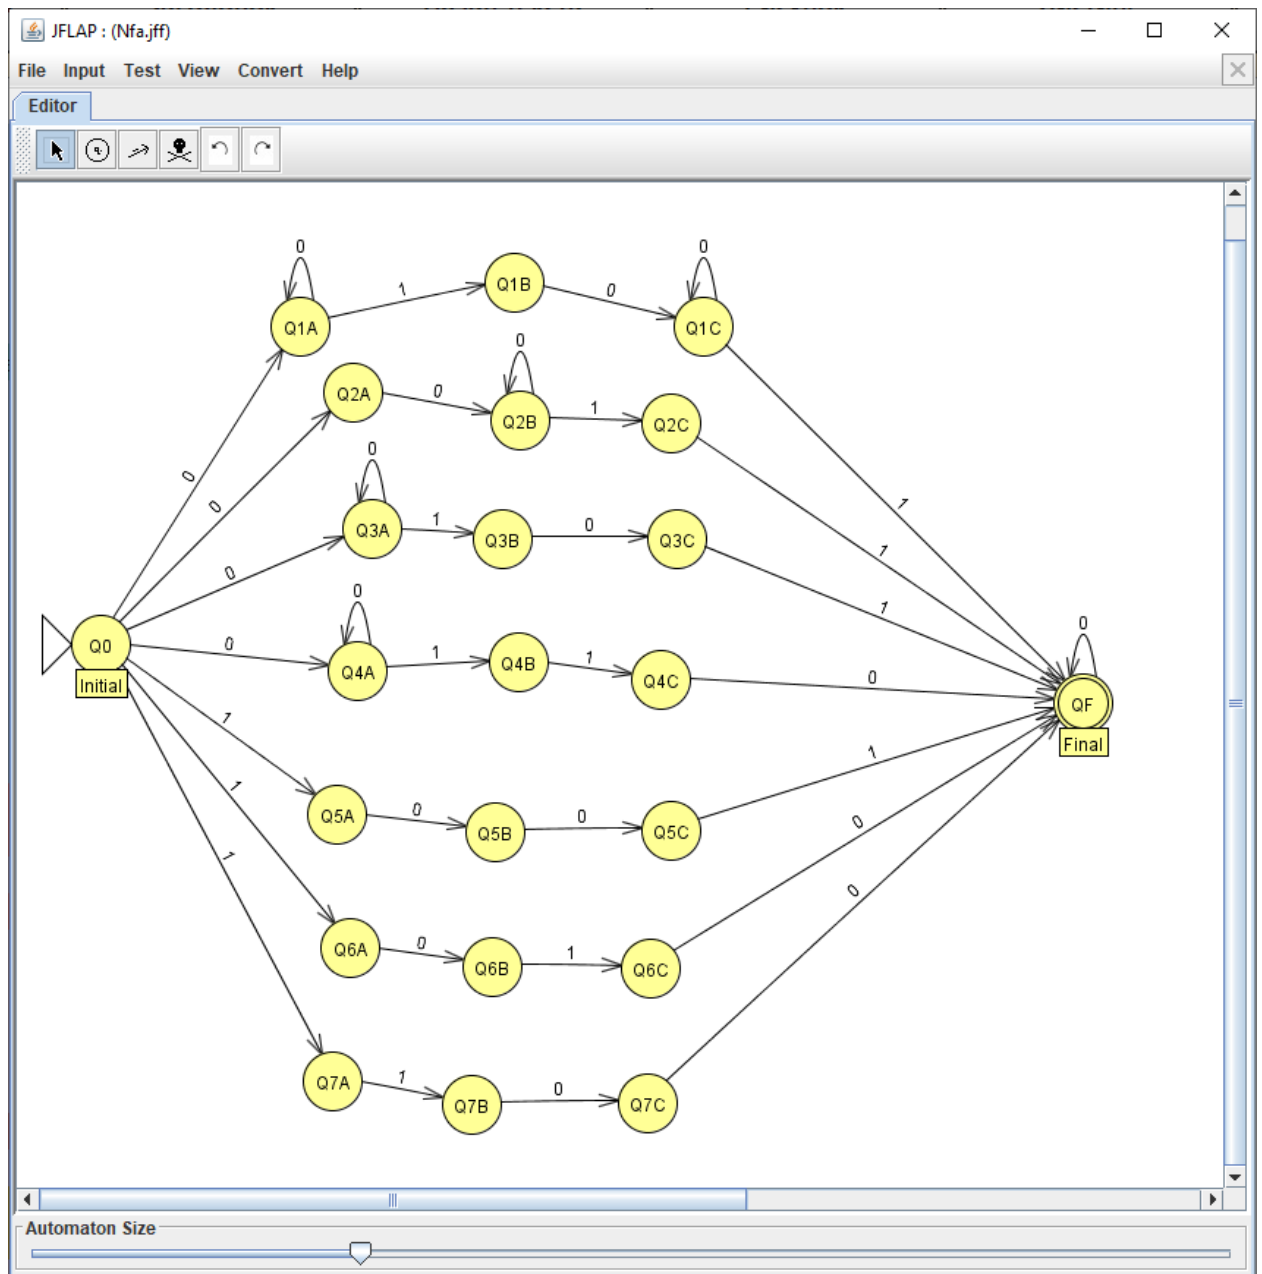 JFLAP : (Nfa.jff)
File Input Test View Convert Help
Editor
0
0
Q1A
1
Q1B
0
Q1C
0
Q2A
0
Q2B
1
Q2C
0
Q3A
1
Q3B
0
Q3C
0
Q4A
1
Q4B
1
Q4C
0
0
0
0
0
1
1
1
Q0
Initial
1
1
1
0
1
0
0
0
QF
Final
Q5A
0
Q5B
0
Q5C
Q6A
0
Q6B
1
Q6C
Q7A
1
Q7B
0
Q7C
Automaton Size